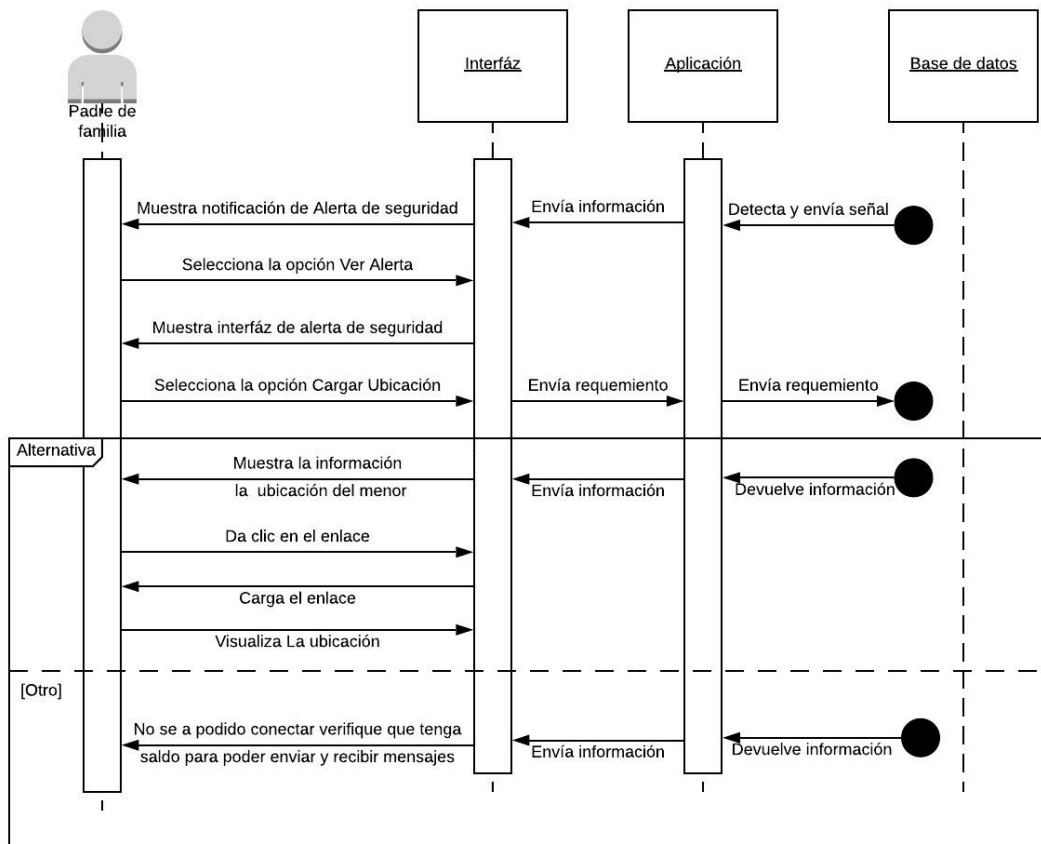 Padre de
familia
Interfáz
Aplicación
Base de datos
Muestra notificación de Alerta de seguridad
Envía información
Detecta y envía señal
Selecciona la opción Ver Alerta
Muestra interfáz de alerta de seguridad
Selecciona la opción Cargar Ubicación
Envía requemiento
Envía requemiento
Alternativa
Muestra la información
la ubicación del menor
Envía información
Devuelve información
Da clic en el enlace
Carga el enlace
Visualiza La ubicación
[Otro]
No se a podido conectar verifique que tenga
saldo para poder enviar y recibir mensajes
Envía información
Devuelve información